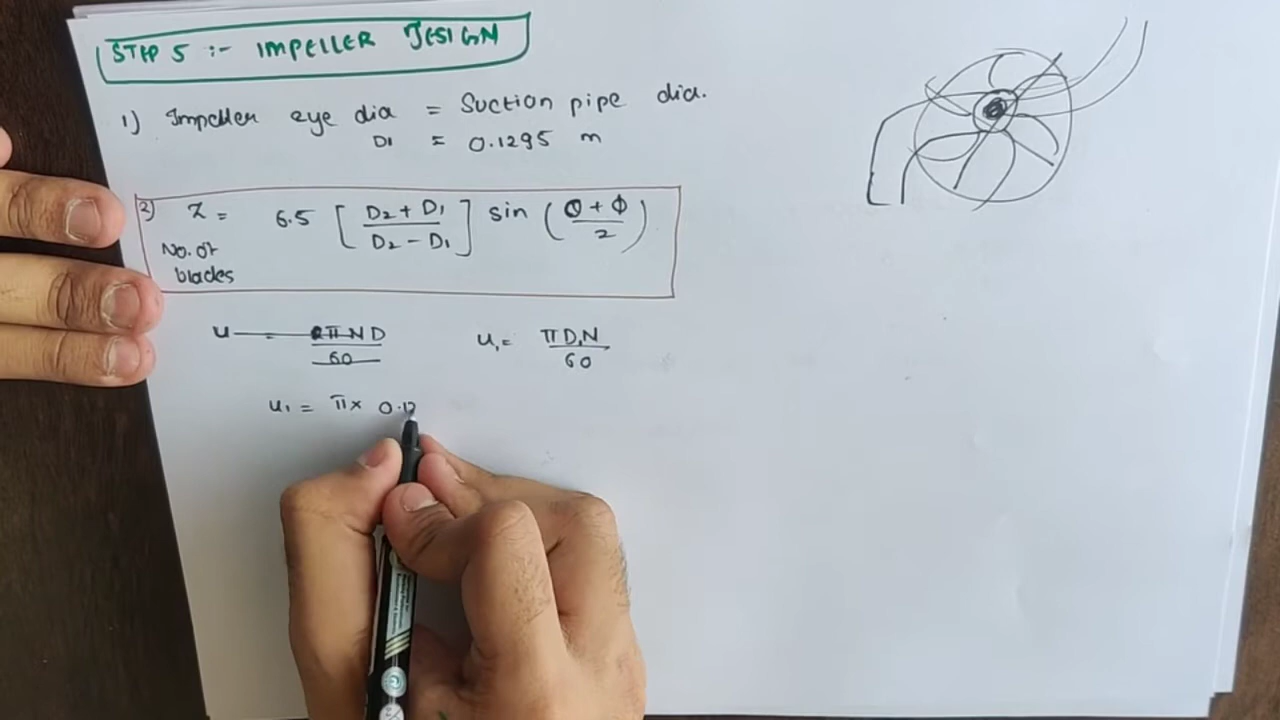 STEP 5 :- IMPELLER DESIGN
1) Impeller eye dia = Suction pipe dia.
D1 = 0.1295 m
2) Z = 6.5 [ D2 + D1 / D2 - D1 ] sin ( θ + Φ / 2 )
No. of
blades
u = πND / 60 u1 = πD1N / 60
u1 = π× 0.12